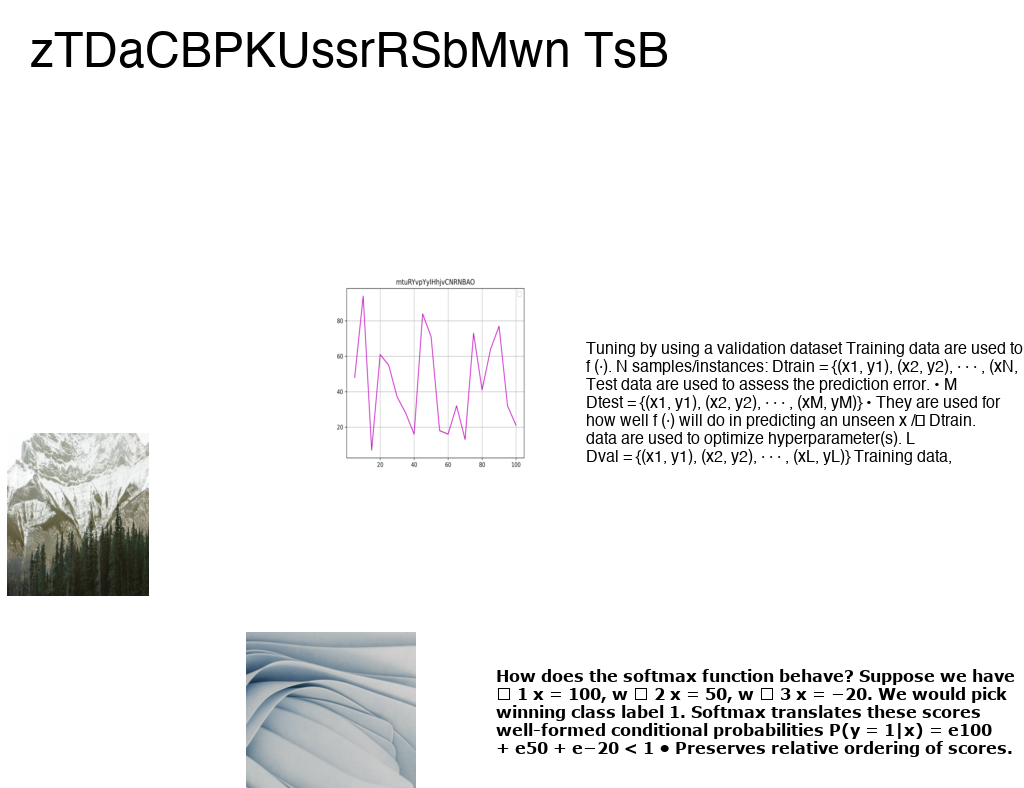 zTDaCBPKUssrRSbMwn TsB
mtuRYvpYylHhjvCNRNBAO
80
60
40
20
20 40 60 80 100
Tuning by using a validation dataset Training data are used to
f (·). N samples/instances: Dtrain = {(x1, y1), (x2, y2), · · · , (xN,
Test data are used to assess the prediction error. • M
Dtest = {(x1, y1), (x2, y2), · · · , (xM, yM)} • They are used for
how well f (·) will do in predicting an unseen x /□ Dtrain.
data are used to optimize hyperparameter(s). L
Dval = {(x1, y1), (x2, y2), · · · , (xL, yL)} Training data,
How does the softmax function behave? Suppose we have
□ 1 x = 100, w □ 2 x = 50, w □ 3 x = −20. We would pick
winning class label 1. Softmax translates these scores
well-formed conditional probabilities P(y = 1|x) = e100
+ e50 + e−20 < 1 • Preserves relative ordering of scores.